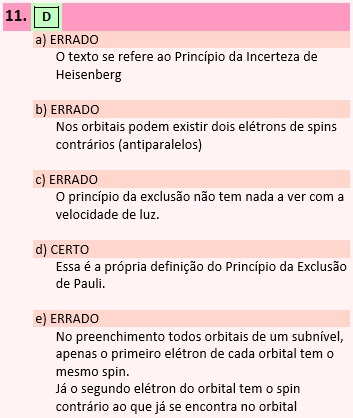 11. D
a) ERRADO
O texto se refere ao Princípio da Incerteza de
Heisenberg
b) ERRADO
Nos orbitais podem existir dois elétrons de spins
contrários (antiparalelos)
c) ERRADO
O princípio da exclusão não tem nada a ver com a
velocidade de luz.
d) CERTO
Essa é a própria definição do Princípio da Exclusão
de Pauli.
e) ERRADO
No preenchimento todos orbitais de um subnível,
apenas o primeiro elétron de cada orbital tem o
mesmo spin.
Já o segundo elétron do orbital tem o spin
contrário ao que já se encontra no orbital